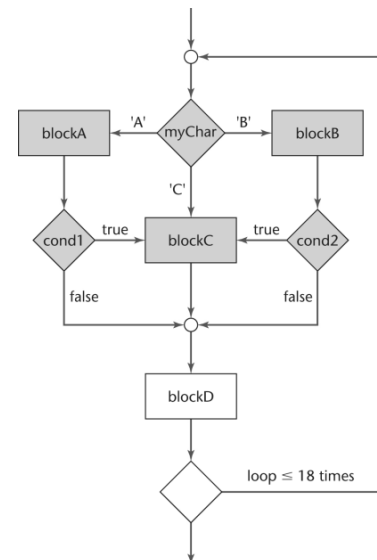 'A'
'B'
blockA
myChar
blockB
'C'
cond1
true
blockC
true
cond2
false
false
blockD
loop ≤ 18 times